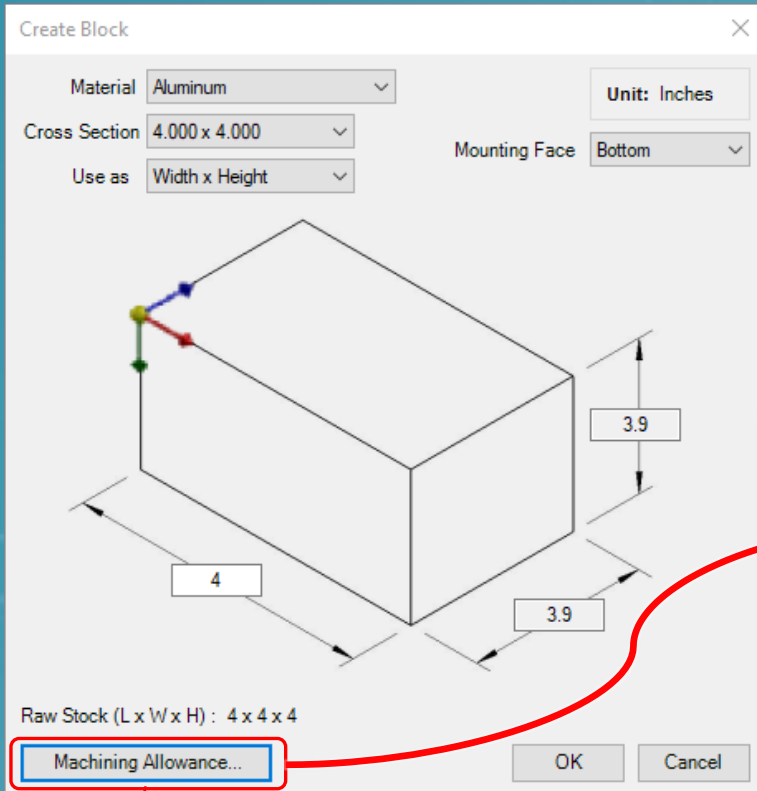 Create Block
Material Aluminum
Unit: Inches
Cross Section 4.000 x 4.000
Mounting Face Bottom
Use as Width x Height
3.9
4
3.9
Raw Stock (L x W x H) : 4 x 4 x 4
Machining Allowance...
OK
Cancel